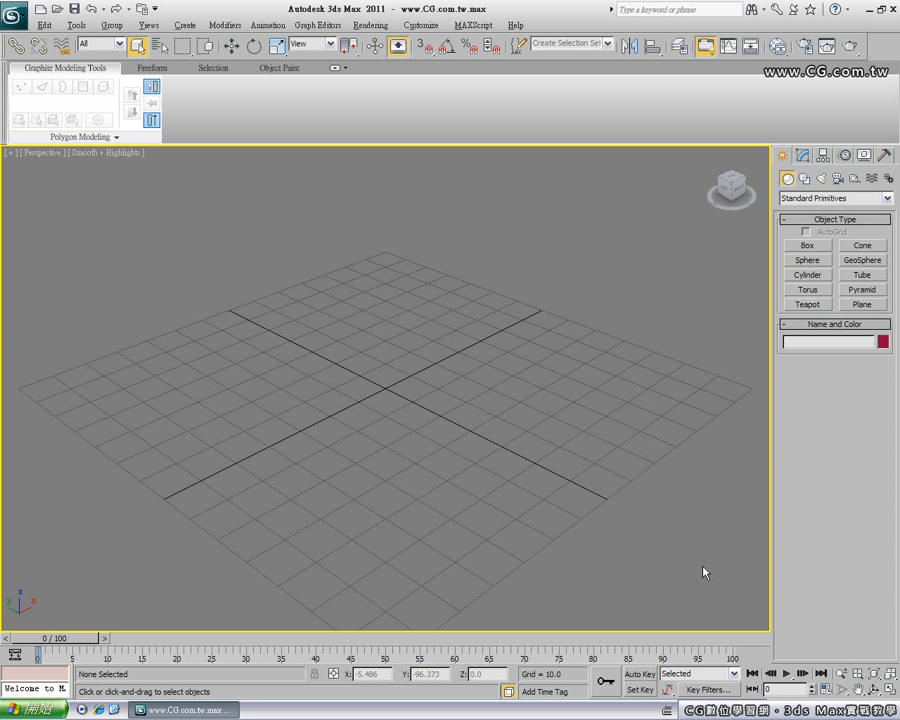 Autodesk 3ds Max 2011 - www.CG.com.tw.max
Type a keyword or phrase
Edit Tools Group Views Create Modifiers Animation Graph Editors Rendering Customize MAXScript Help
All View Create Selection Set
Graphite Modeling Tools Freeform Selection Object Paint
www.CG.com.tw
Polygon Modeling
[ + ] [ Perspective ] [ Smooth + Highlights ]
Standard Primitives
- Object Type
AutoGrid
Box Cone
Sphere GeoSphere
Cylinder Tube
Torus Pyramid
Teapot Plane
- Name and Color
z
y x
< 0 / 100 >
0 5 10 15 20 25 30 35 40 45 50 55 60 65 70 75 80 85 90 95 100
None Selected X: -5.486 Y: -96.373 Z: 0.0 Grid = 10.0 Auto Key Selected
Welcome to M Click or click-and-drag to select objects Add Time Tag Set Key Key Filters... 0
開始 www.CG.com.tw.max ... CG數位學習網・3ds Max實戰教學